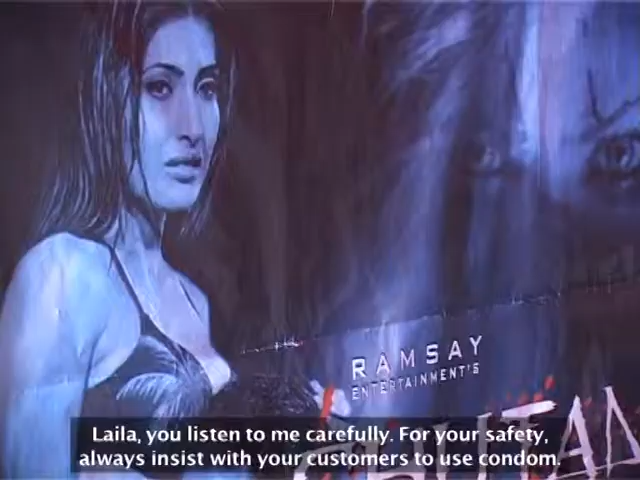 RAMSAY
ENTERTAINMENT'S
Laila, you listen to me carefully. For your safety,
always insist with your customers to use condom.